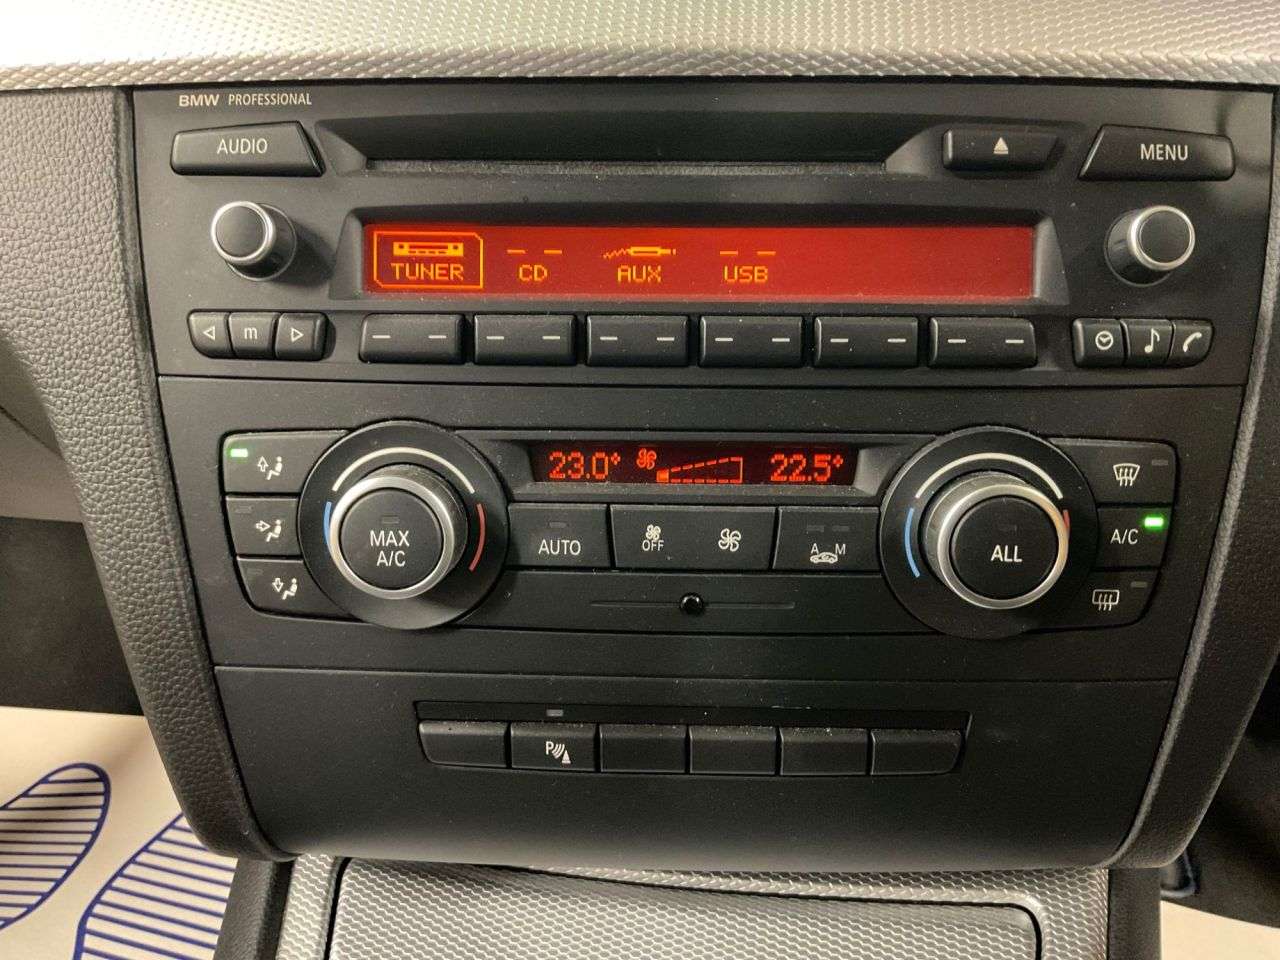 BMW PROFESSIONAL
AUDIO
MENU
TUNER CD AUX USB
m
23.0° 22.5°
MAX
A/C
AUTO
OFF
A M
ALL
A/C
P